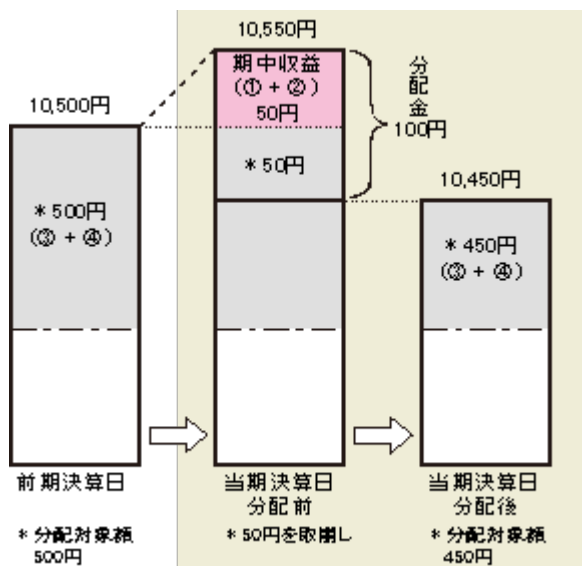 10,550円
期中収益
(①+②)
50円
分配金
100円
10,500円
*50円
10,450円
*500円
(③+④)
*450円
(③+④)
前期決算日
当期決算日
分配前
当期決算日
分配後
*分配対象額
500円
*50円を取崩し
*分配対象額
450円